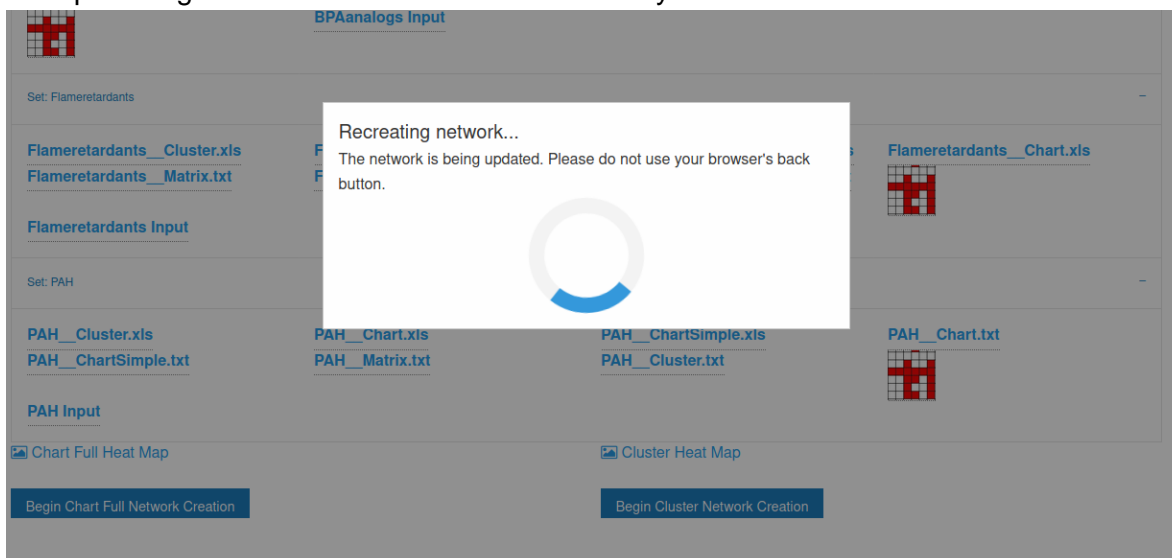 BPAanalogs Input
Set: Flameretardants
–
Recreating network...
The network is being updated. Please do not use your browser's back
button.
Flameretardants__Cluster.xls
Flameretardants__Chart.xls
Flameretardants__Matrix.txt
Flameretardants Input
Set: PAH
–
PAH__Cluster.xls PAH__Chart.xls PAH__ChartSimple.xls PAH__Chart.txt
PAH__ChartSimple.txt PAH__Matrix.txt PAH__Cluster.txt
PAH Input
Chart Full Heat Map Cluster Heat Map
Begin Chart Full Network Creation Begin Cluster Network Creation